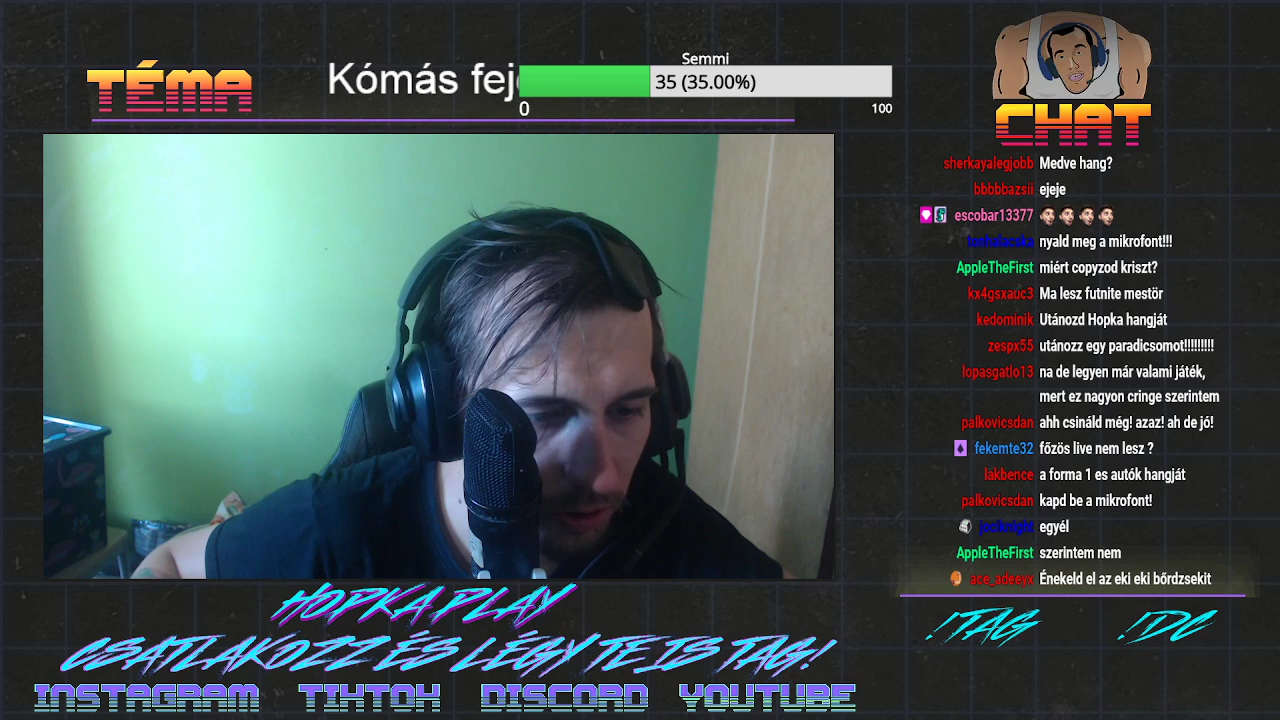 TÉMA
Kómás fej
Semmi
35 (35.00%)
0
100
CHAT
sherkayalegjobb Medve hang?
bbbbbazsii ejeje
escobar13377
nyald meg a mikrofont!!!
AppleTheFirst miért copyzod kriszt?
kx4gsxauc3 Ma lesz futnite mestör
kedominik Utánozd Hopka hangját
zespx55 utánozz egy paradicsomot!!!!!!!!!
lopasgatlo13 na de legyen már valami játék,
mert ez nagyon cringe szerintem
palkovicsdan ahh csináld még! azaz! ah de jó!
fekemte32 főzös live nem lesz ?
lakbence a forma 1 es autók hangját
palkovicsdan kapd be a mikrofont!
jociknight egyél
AppleTheFirst szerintem nem
ace_adeeyx Énekeld el az eki eki bőrdzsekit
HOPKA PLAY
CSATLAKOZZ ÉS LÉGY TE IS TAG!
INSTAGRAM TIKTOK DISCORD YOUTUBE
!TAG !DC